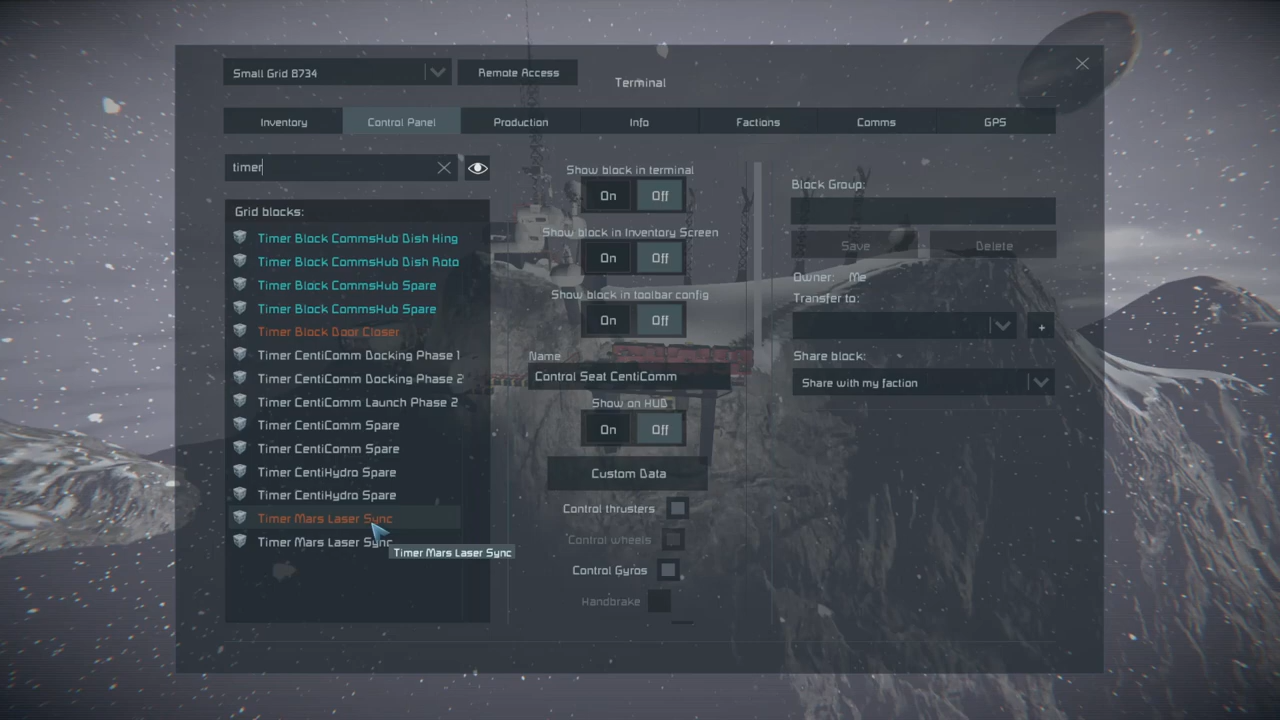 Small Grid B734
Remote Access
Terminal
Inventory
Control Panel
Production
Info
Factions
Comms
GPS
timer
Grid blocks:
Timer Block CommsHub Dish Hing
Timer Block CommsHub Dish Roto
Timer Block CommsHub Spare
Timer Block CommsHub Spare
Timer Block Door Closer
Timer CentiComm Docking Phase 1
Timer CentiComm Docking Phase 2
Timer CentiComm Launch Phase 2
Timer CentiComm Spare
Timer CentiComm Spare
Timer CentiHydro Spare
Timer CentiHydro Spare
Timer Mars Laser Sync
Timer Mars Laser Sync
Timer Mars Laser Sync
Show block in terminal
On Off
Show block in Inventory Screen
On Off
Show block in toolbar config
On Off
Name
Control Seat CentiComm
Show on HUD
On Off
Custom Data
Control thrusters
Control wheels
Control Gyros
Handbrake
Block Group:
Save Delete
Owner: Me
Transfer to:
+
Share block:
Share with my faction